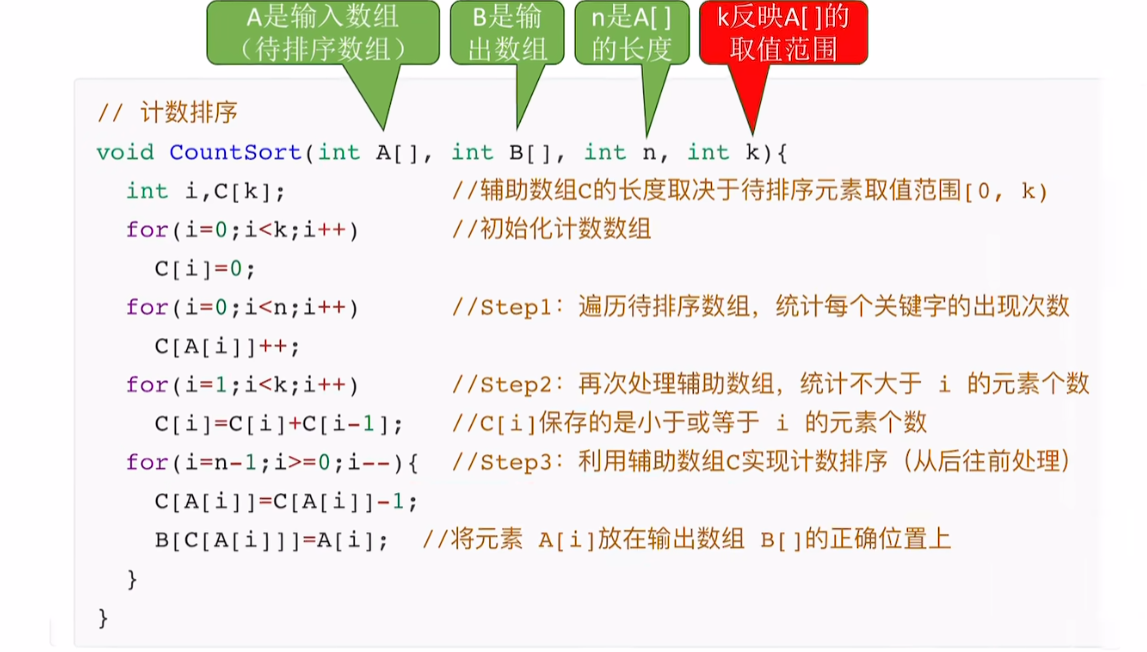 A是输入数组
（待排序数组）
B是输
出数组
n是A[]
的长度
k反映A[]的
取值范围
// 计数排序
void CountSort(int A[], int B[], int n, int k){
int i,C[k]; //辅助数组C的长度取决于待排序元素取值范围[0, k)
for(i=0;i<k;i++) //初始化计数数组
C[i]=0;
for(i=0;i<n;i++) //Step1：遍历待排序数组，统计每个关键字的出现次数
C[A[i]]++;
for(i=1;i<k;i++) //Step2：再次处理辅助数组，统计不大于 i 的元素个数
C[i]=C[i]+C[i-1]; //C[i]保存的是小于或等于 i 的元素个数
for(i=n-1;i>=0;i--){ //Step3：利用辅助数组C实现计数排序（从后往前处理）
C[A[i]]=C[A[i]]-1;
B[C[A[i]]]=A[i]; //将元素 A[i]放在输出数组 B[]的正确位置上
}
}